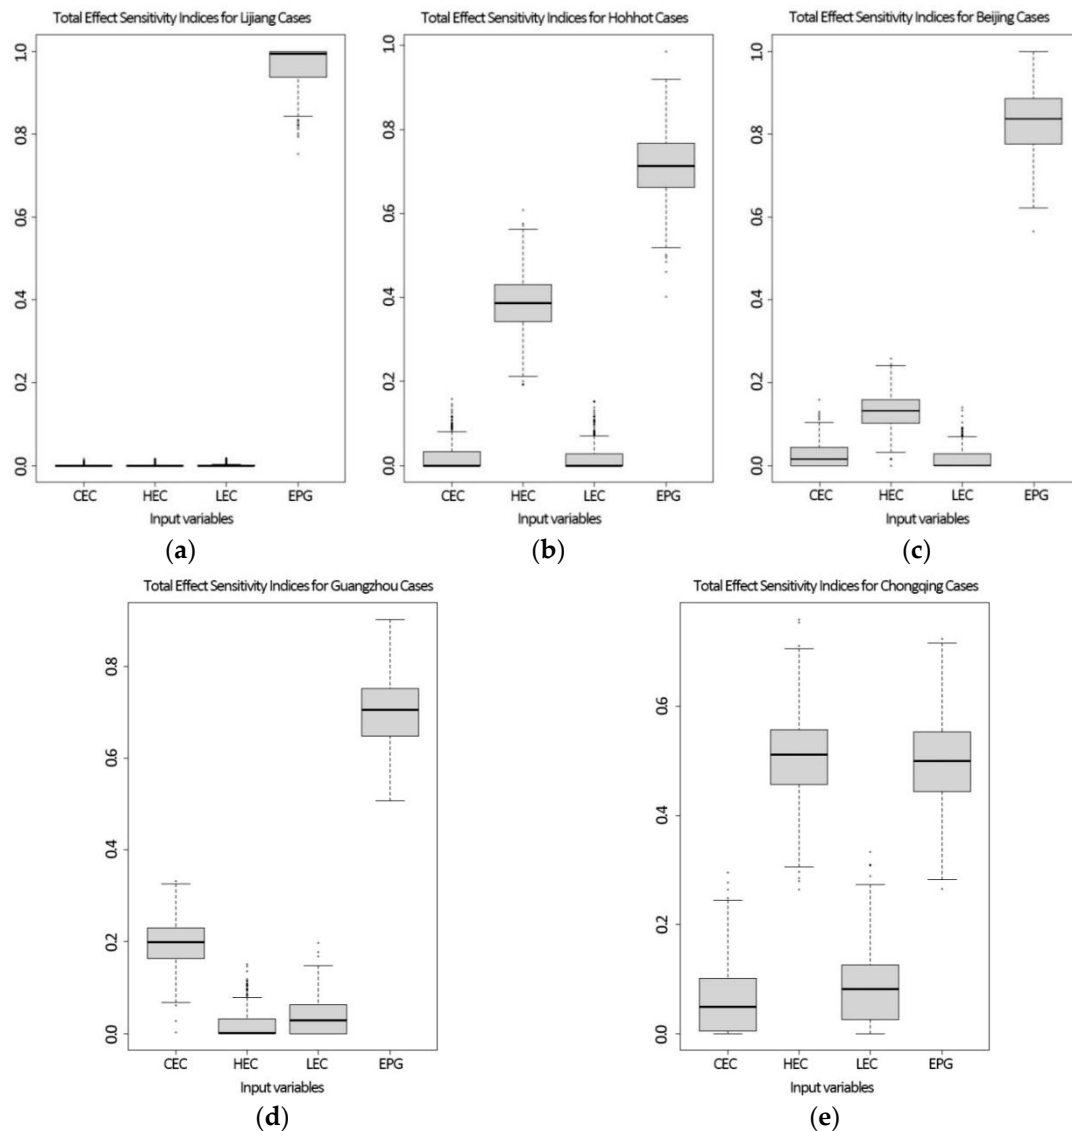 Total Effect Sensitivity Indices for Lijiang Cases
1.0
0.8
0.6
0.4
0.2
0.0
CEC HEC LEC EPG
Input variables
(a)
Total Effect Sensitivity Indices for Hohhot Cases
1.0
0.8
0.6
0.4
0.2
0.0
CEC HEC LEC EPG
Input variables
(b)
Total Effect Sensitivity Indices for Beijing Cases
1.0
0.8
0.6
0.4
0.2
0.0
CEC HEC LEC EPG
Input variables
(c)
Total Effect Sensitivity Indices for Guangzhou Cases
0.8
0.6
0.4
0.2
0.0
CEC HEC LEC EPG
Input variables
(d)
Total Effect Sensitivity Indices for Chongqing Cases
0.6
0.4
0.2
0.0
CEC HEC LEC EPG
Input variables
(e)